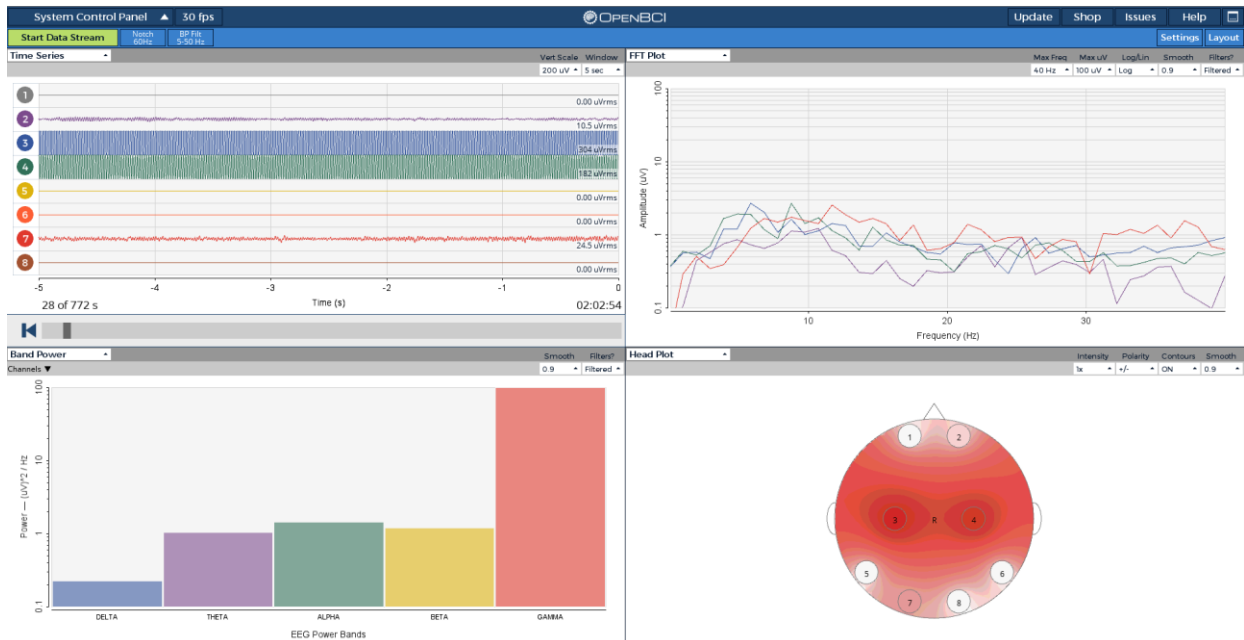 System Control Panel 30 fps OPENBCI Update Shop Issues Help
Start Data Stream Notch 60Hz BP Filt 5-50 Hz Settings Layout
Time Series
Vert Scale Window
200 uV 5 sec
1 0.00 uVrms
2 10.5 uVrms
3 304 uVrms
4 182 uVrms
5 0.00 uVrms
6 0.00 uVrms
7 24.5 uVrms
8 0.00 uVrms
-5 -4 -3 -2 -1 0
28 of 772 s Time (s) 02:02:54
FFT Plot
Max Freq Max uV Log/Lin Smooth Filters?
40 Hz 100 uV Log 0.9 Filtered
100
10
1
0.1
Amplitude (uV)
10 20 30
Frequency (Hz)
Band Power
Smooth Filters?
Channels 0.9 Filtered
100
10
1
0.1
Power — (uV)^2 / Hz
DELTA THETA ALPHA BETA GAMMA
EEG Power Bands
Head Plot
Intensity Polarity Contours Smooth
1x +/- ON 0.9
1 2
3 R 4
5 6
7 8